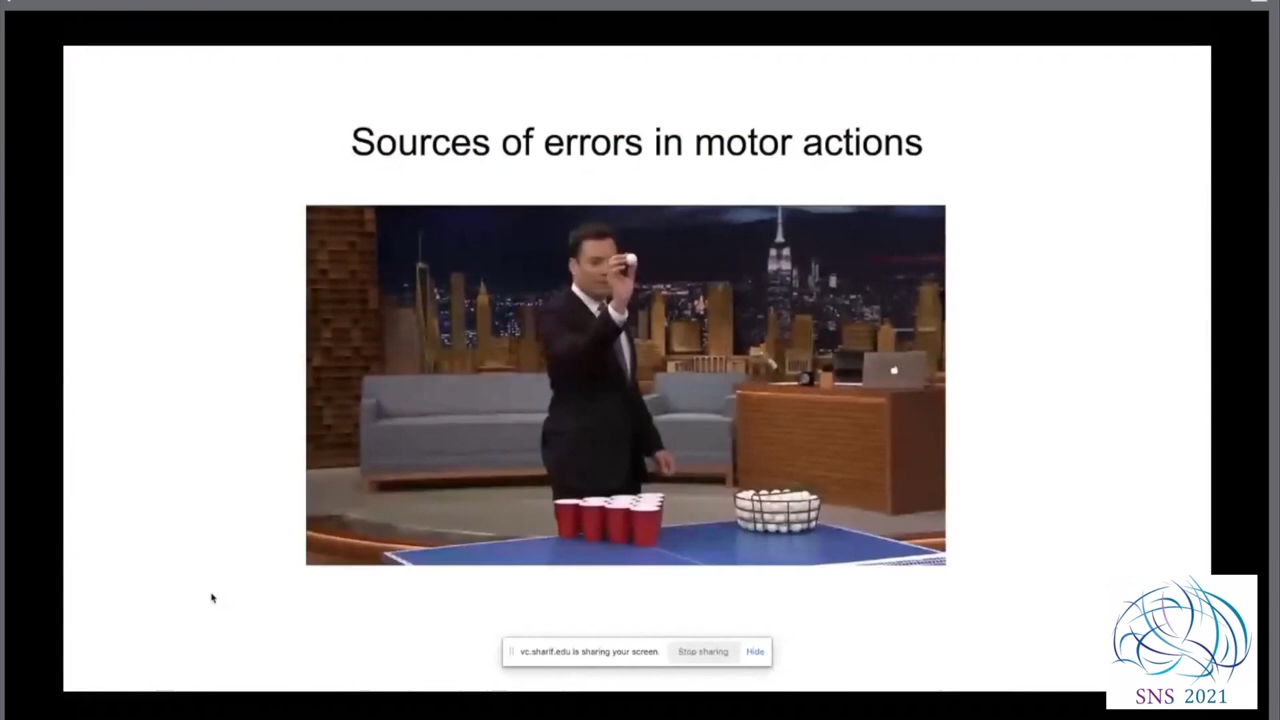 Sources of errors in motor actions
vc.sharif.edu is sharing your screen. Stop sharing Hide
SNS 2021